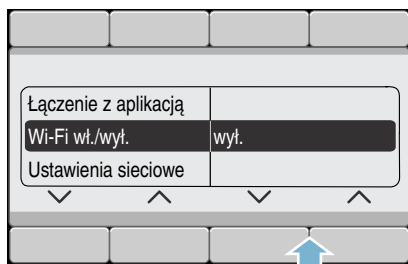 Łączenie z aplikacją
Wi-Fi wł./wył. wył.
Ustawienia sieciowe